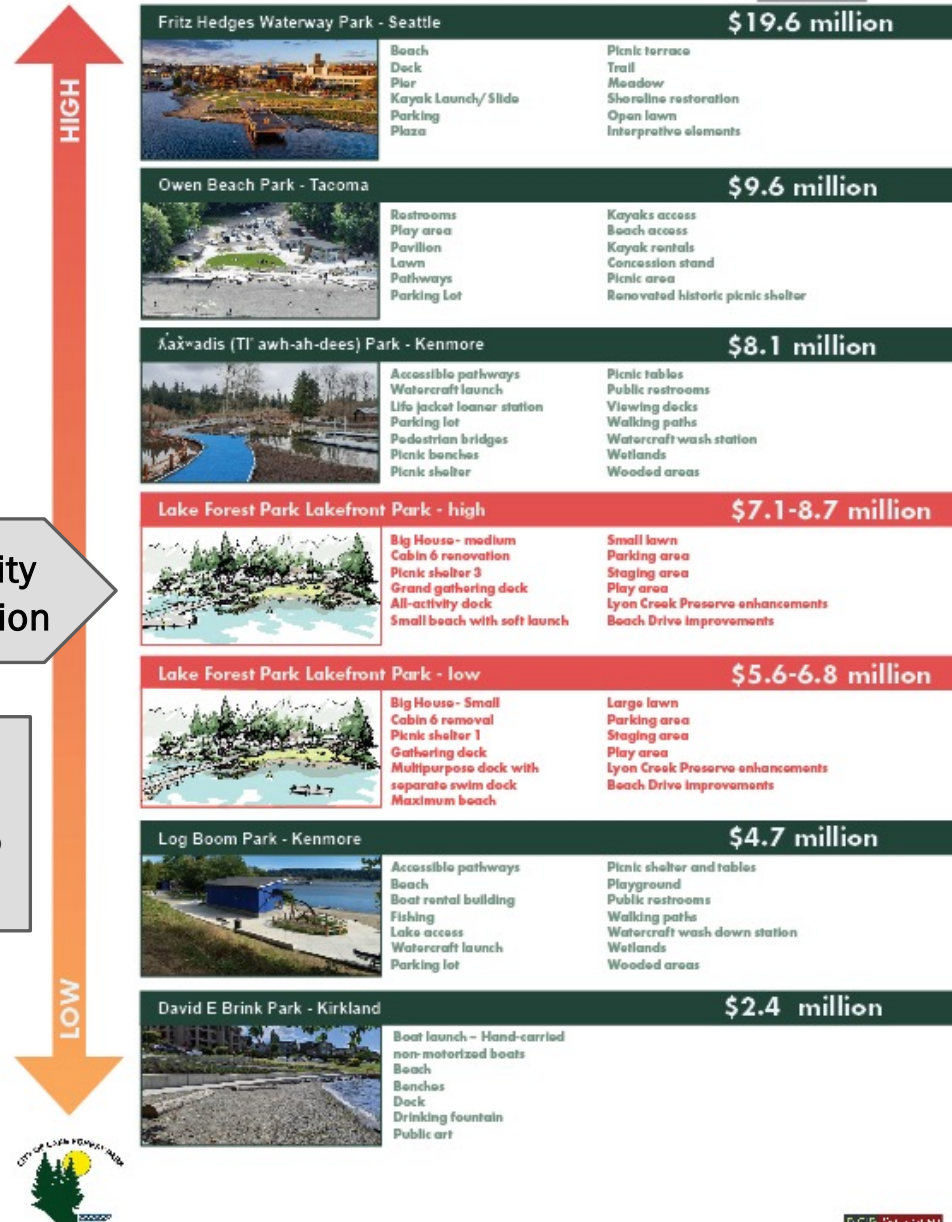 HIGH
Fritz Hedges Waterway Park - Seattle
$19.6 million
Beach
Dock
Pier
Kayak Launch/Slide
Parking
Plaza
Picnic terrace
Trail
Meadow
Shoreline restoration
Open lawn
Interpretive elements
Owen Beach Park - Tacoma
$9.6 million
Restrooms
Play area
Pavilion
Lawn
Pathways
Parking Lot
Kayaks access
Beach access
Kayak rentals
Concession stand
Picnic area
Renovated historic picnic shelter
ƛ̓ax̌ʷadis (Tl' awh-ah-dees) Park - Kenmore
$8.1 million
Accessible pathways
Watercraft launch
Life jacket loaner station
Parking lot
Pedestrian bridges
Picnic benches
Picnic shelter
Picnic tables
Public restrooms
Viewing decks
Walking paths
Watercraft wash station
Wetlands
Wooded areas
ity
ion
Lake Forest Park Lakefront Park - high
$7.1-8.7 million
Big House- medium
Cabin 6 renovation
Picnic shelter 3
Grand gathering deck
All-activity dock
Small beach with soft launch
Small lawn
Parking area
Staging area
Play area
Lyon Creek Preserve enhancements
Beach Drive improvements
Lake Forest Park Lakefront Park - low
$5.6-6.8 million
Big House- Small
Cabin 6 removal
Picnic shelter 1
Gathering deck
Multipurpose dock with
separate swim dock
Maximum beach
Large lawn
Parking area
Staging area
Play area
Lyon Creek Preserve enhancements
Beach Drive improvements
Log Boom Park - Kenmore
$4.7 million
Accessible pathways
Beach
Boat rental building
Fishing
Lake access
Watercraft launch
Parking lot
Picnic shelter and tables
Playground
Public restrooms
Walking paths
Watercraft wash down station
Wetlands
Wooded areas
LOW
David E Brink Park - Kirkland
$2.4 million
Boat launch – Hand-carried
non-motorized boats
Beach
Benches
Dock
Drinking fountain
Public art
CITY OF LAKE FOREST PARK